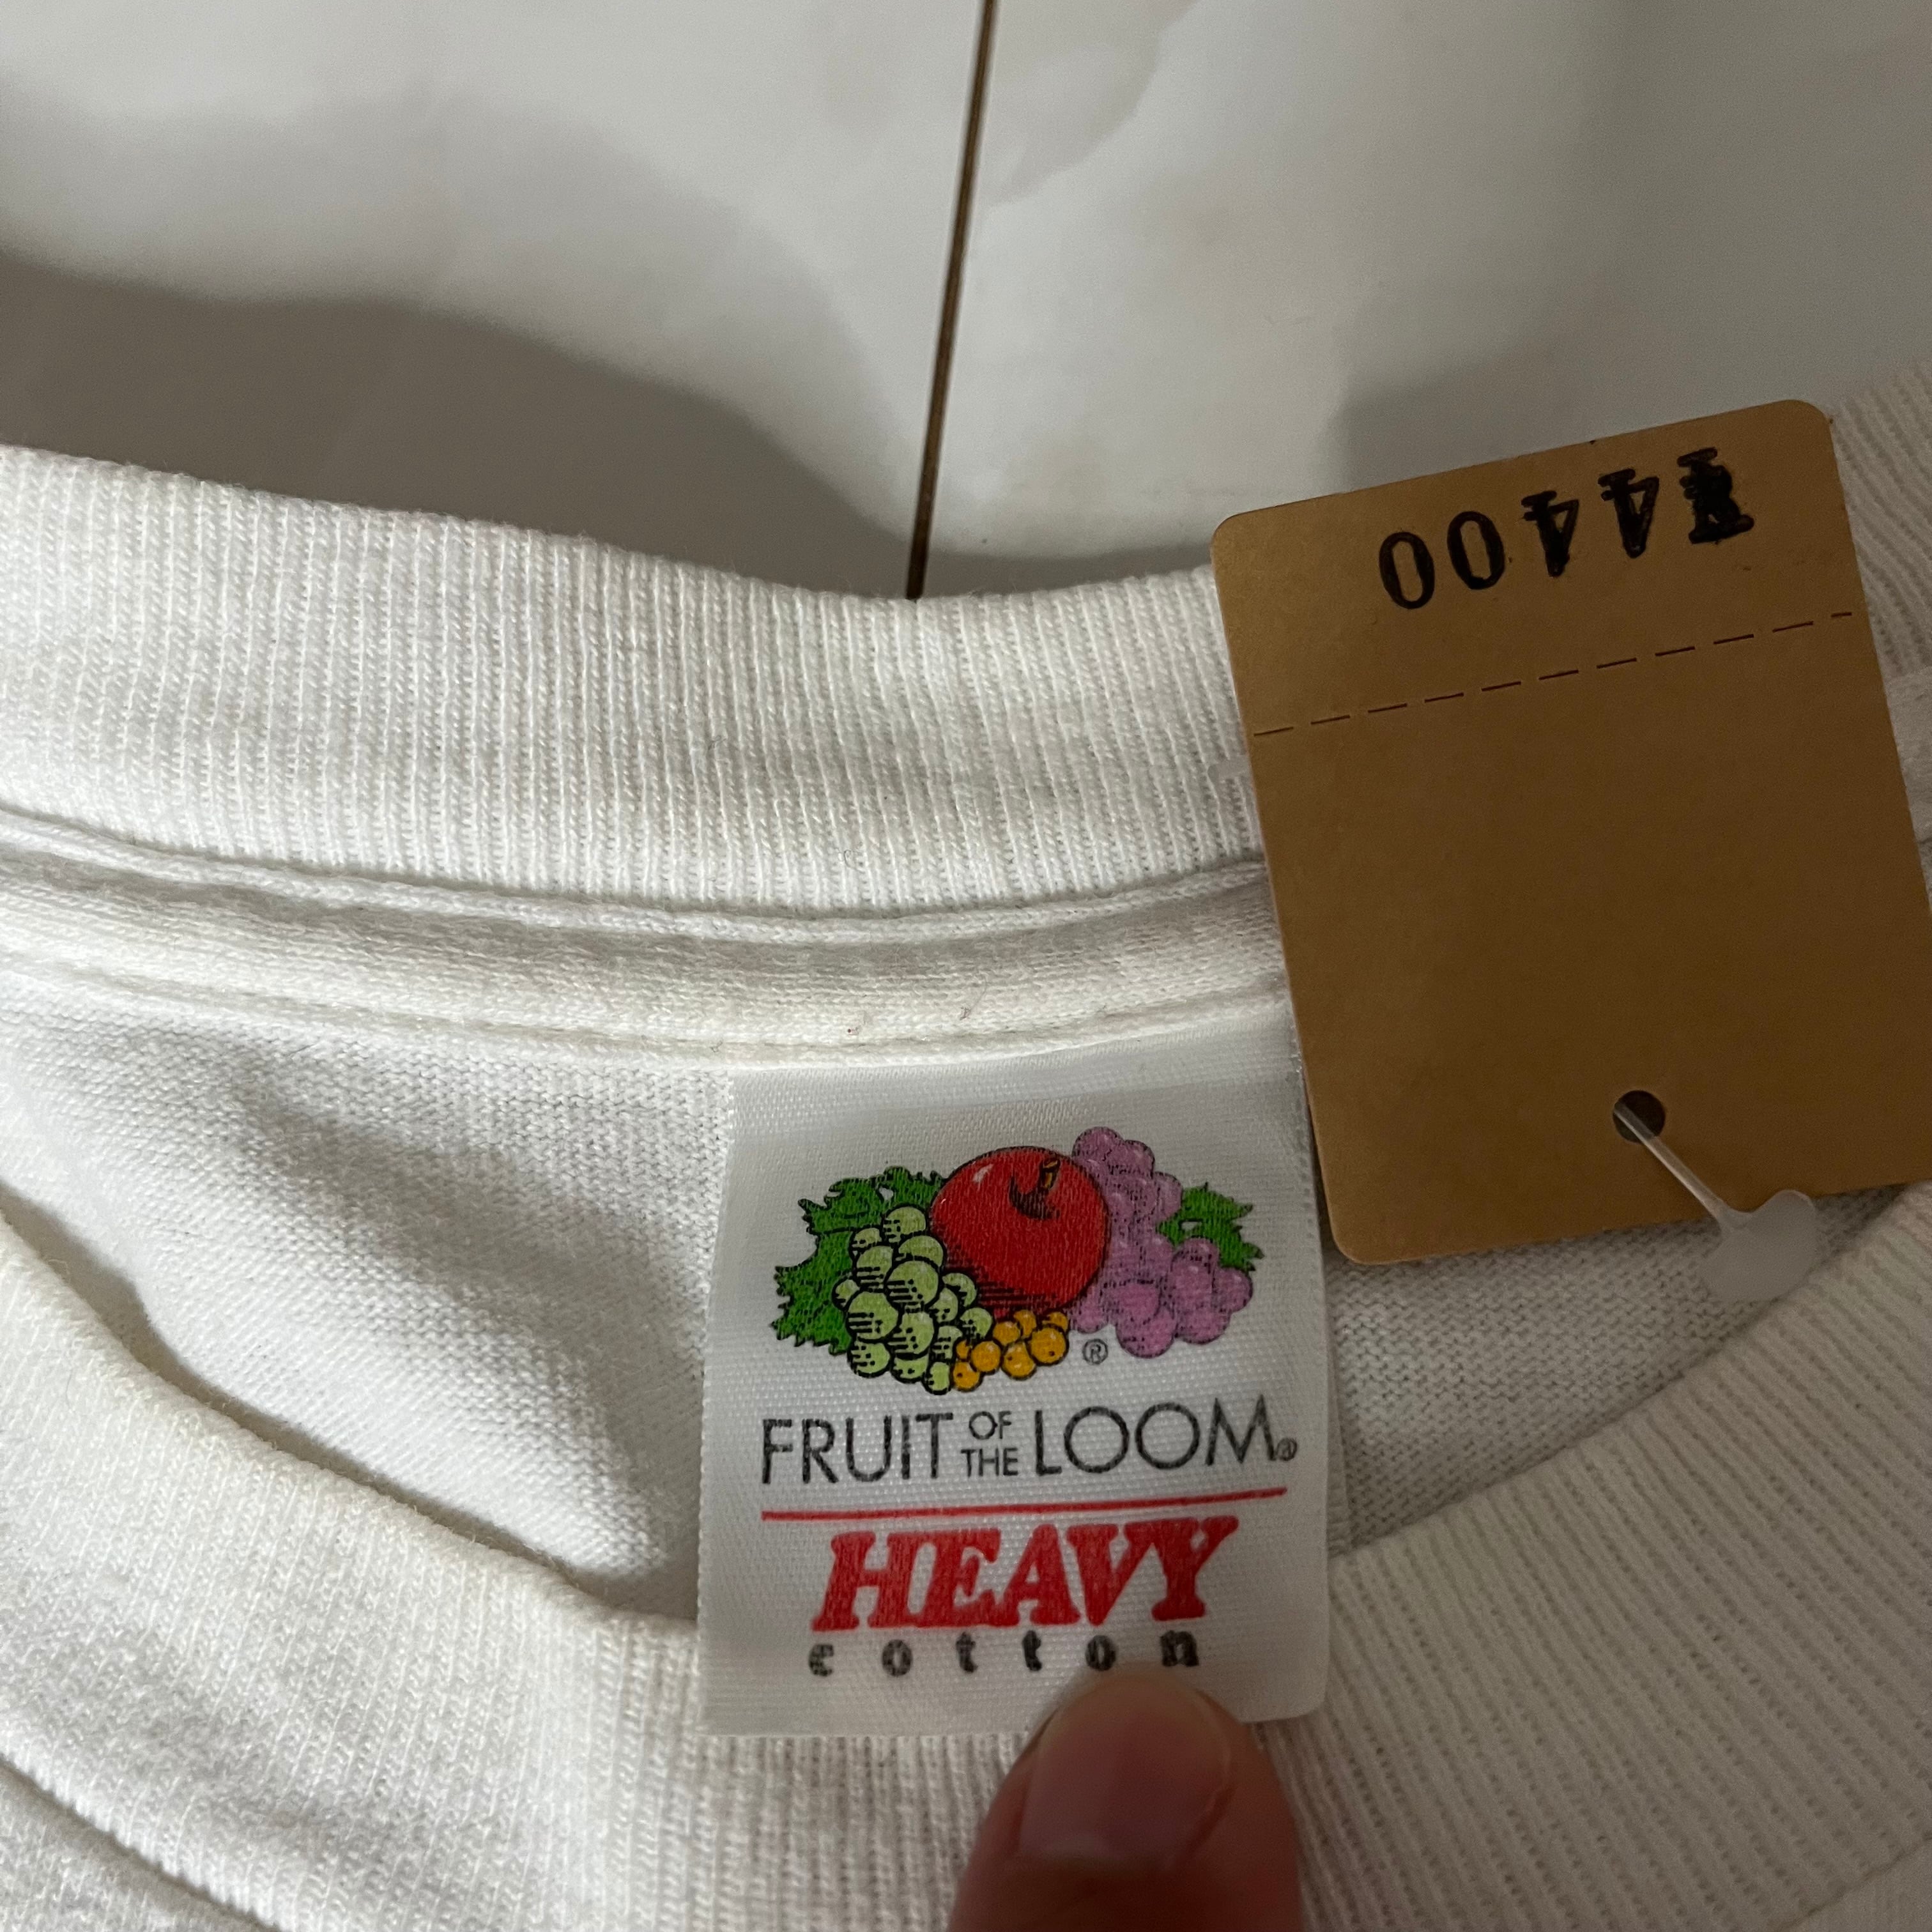 ¥4400
®
FRUIT OF THE LOOM®
HEAVY
cotton